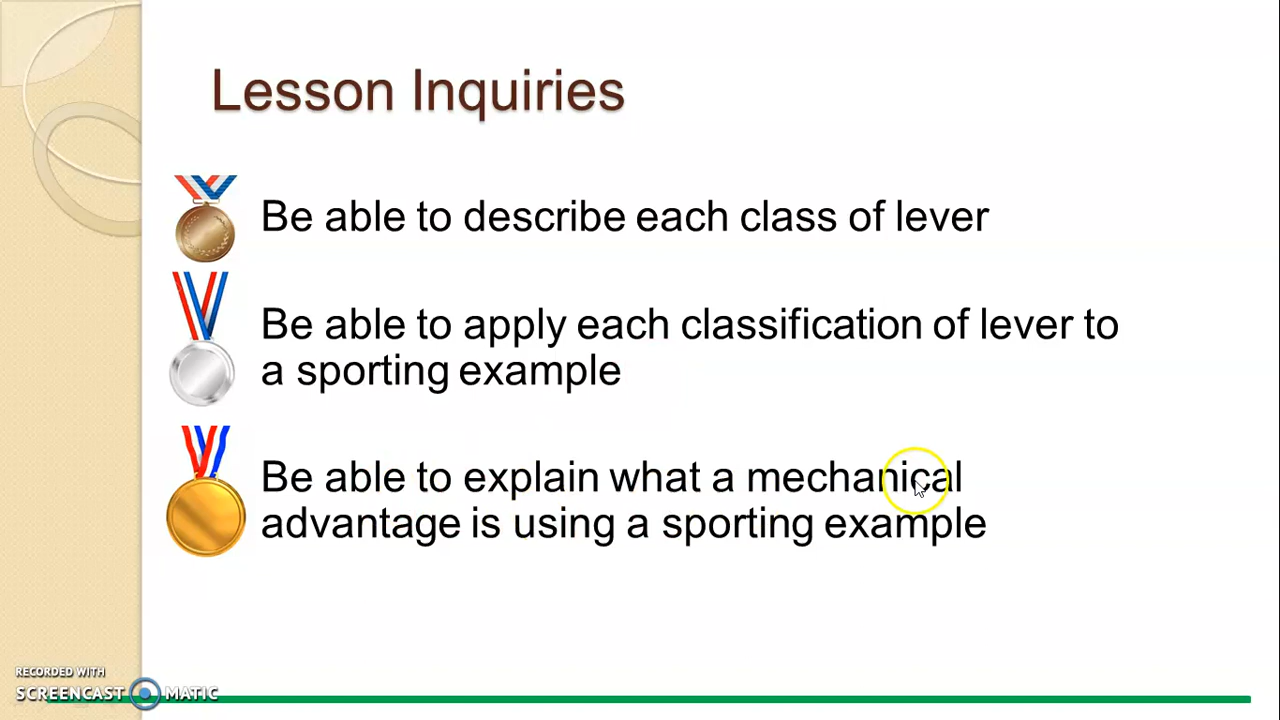 Lesson Inquiries
Be able to describe each class of lever
Be able to apply each classification of lever to
a sporting example
Be able to explain what a mechanical
advantage is using a sporting example
RECORDED WITH
SCREENCAST MATIC